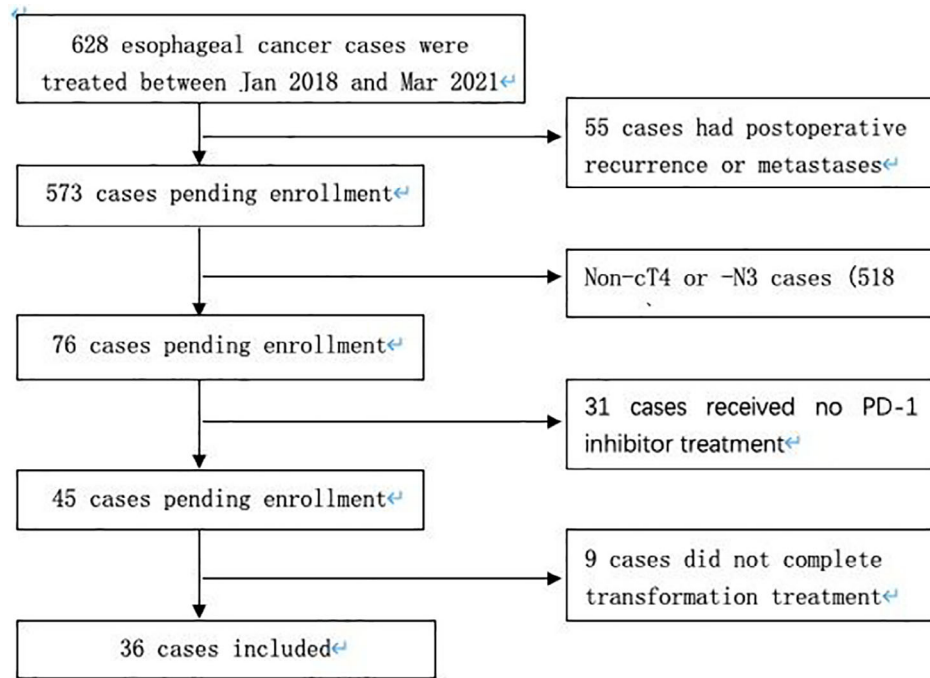 628 esophageal cancer cases were
treated between Jan 2018 and Mar 2021↵
55 cases had postoperative
recurrence or metastases↵
573 cases pending enrollment↵
Non-cT4 or -N3 cases (518
76 cases pending enrollment↵
31 cases received no PD-1
inhibitor treatment↵
45 cases pending enrollment↵
9 cases did not complete
transformation treatment↵
36 cases included↵